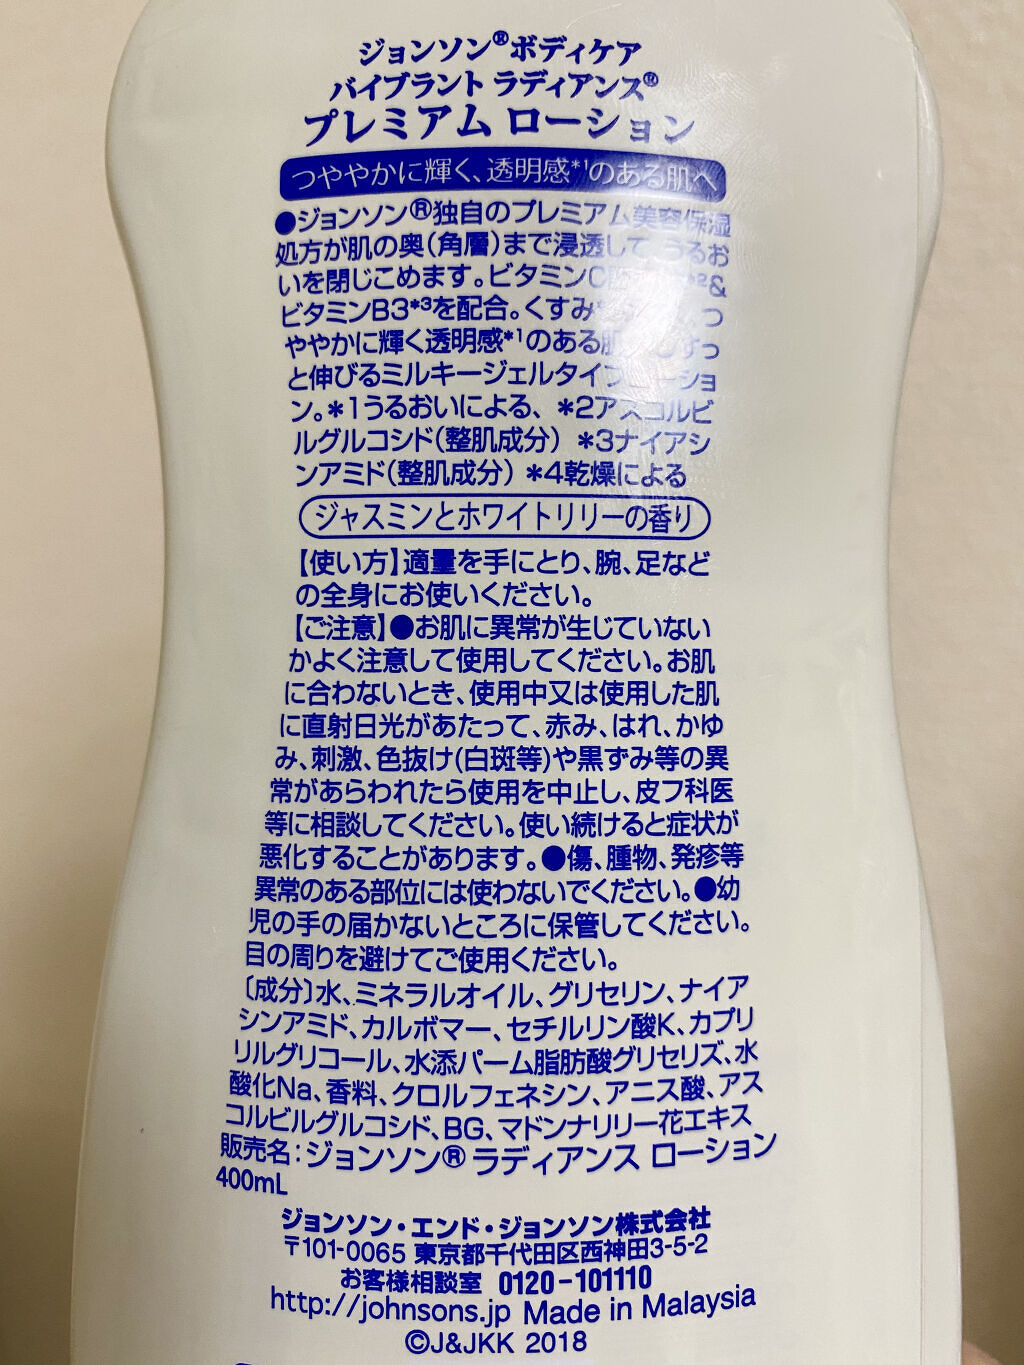 ジョンソン®ボディケア
バイブラント ラディアンス®
プレミアム ローション
つややかに輝く、透明感*1のある肌へ
●ジョンソン®独自のプレミアム美容保湿
処方が肌の奥(角層)まで浸透して うるお
いを閉じこめます。ビタミンC *2&
ビタミンB3*3を配合。くすみ つ
ややかに輝く透明感*1のある肌 すっ
と伸びるミルキージェルタイプローショ
ン。*1うるおいによる、 *2アスコルビ
ルグルコシド(整肌成分) *3ナイアシ
ンアミド(整肌成分) *4乾燥による
ジャスミンとホワイトリリーの香り
【使い方】適量を手にとり、腕、足など
の全身にお使いください。
【ご注意】●お肌に異常が生じていない
かよく注意して使用してください。お肌
に合わないとき、使用中又は使用した肌
に直射日光があたって、赤み、はれ、かゆ
み、刺激、色抜け(白斑等)や黒ずみ等の異
常があらわれたら使用を中止し、皮フ科医
等に相談してください。使い続けると症状が
悪化することがあります。●傷、腫物、発疹等
異常のある部位には使わないでください。●幼
児の手の届かないところに保管してください。
目の周りを避けてご使用ください。
〔成分〕水、ミネラルオイル、グリセリン、ナイア
シンアミド、カルボマー、セチルリン酸K、カプリ
リルグリコール、水添パーム脂肪酸グリセリズ、水
酸化Na、香料、クロルフェネシン、アニス酸、アス
コルビルグルコシド、BG、マドンナリリー花エキス
販売名:ジョンソン® ラディアンス ローション
400mL
ジョンソン・エンド・ジョンソン株式会社
〒101-0065 東京都千代田区西神田3-5-2
お客様相談室 0120-101110
http://johnsons.jp Made in Malaysia
©J&JKK 2018